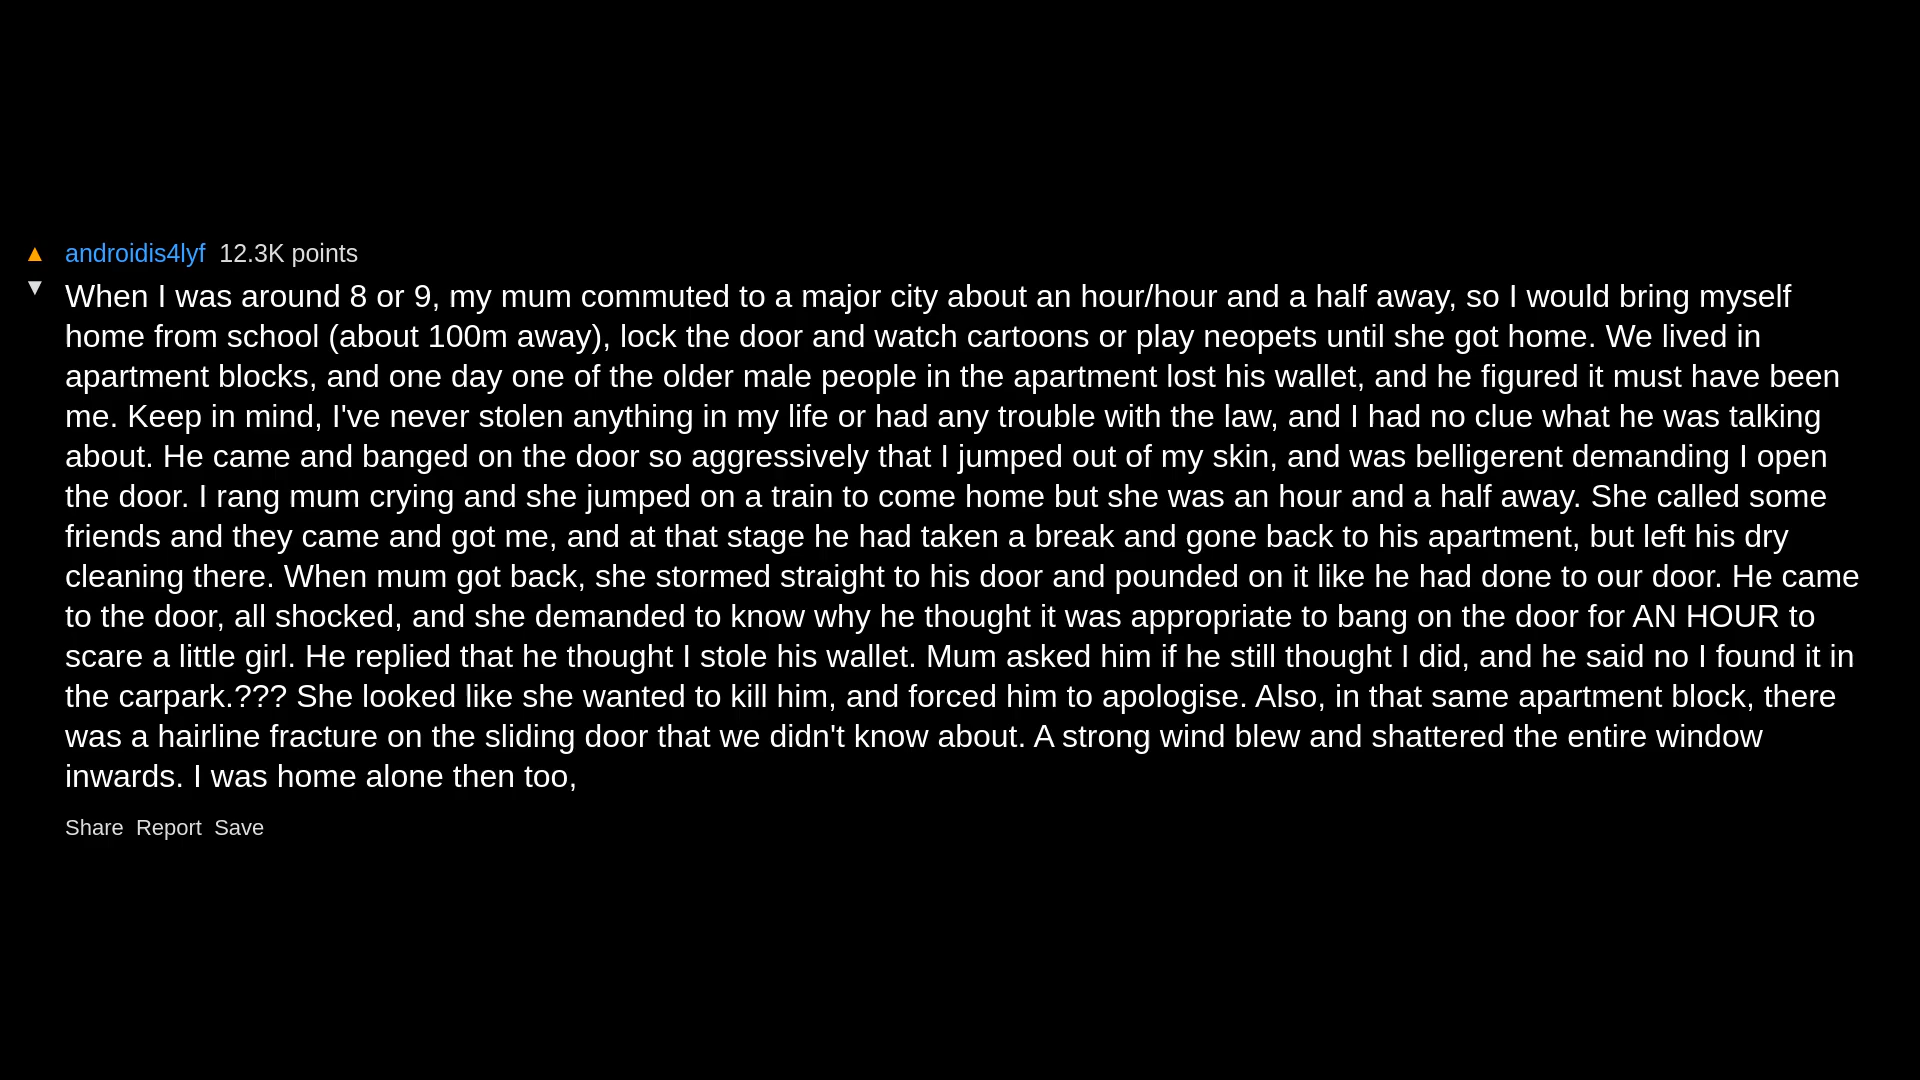 ▲ androidis4lyf 12.3K points
▼ When I was around 8 or 9, my mum commuted to a major city about an hour/hour and a half away, so I would bring myself
home from school (about 100m away), lock the door and watch cartoons or play neopets until she got home. We lived in
apartment blocks, and one day one of the older male people in the apartment lost his wallet, and he figured it must have been
me. Keep in mind, I've never stolen anything in my life or had any trouble with the law, and I had no clue what he was talking
about. He came and banged on the door so aggressively that I jumped out of my skin, and was belligerent demanding I open
the door. I rang mum crying and she jumped on a train to come home but she was an hour and a half away. She called some
friends and they came and got me, and at that stage he had taken a break and gone back to his apartment, but left his dry
cleaning there. When mum got back, she stormed straight to his door and pounded on it like he had done to our door. He came
to the door, all shocked, and she demanded to know why he thought it was appropriate to bang on the door for AN HOUR to
scare a little girl. He replied that he thought I stole his wallet. Mum asked him if he still thought I did, and he said no I found it in
the carpark.??? She looked like she wanted to kill him, and forced him to apologise. Also, in that same apartment block, there
was a hairline fracture on the sliding door that we didn't know about. A strong wind blew and shattered the entire window
inwards. I was home alone then too,
Share Report Save